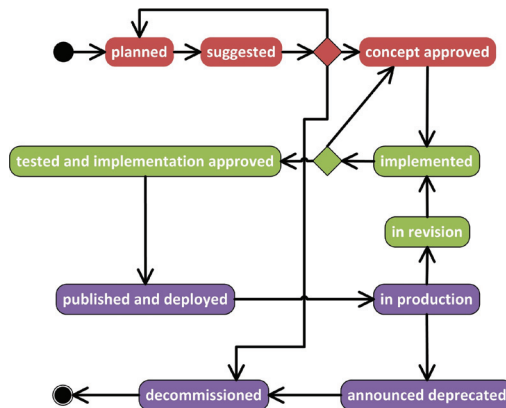 planned
suggested
concept approved
tested and implementation approved
implemented
in revision
published and deployed
in production
decommissioned
announced deprecated